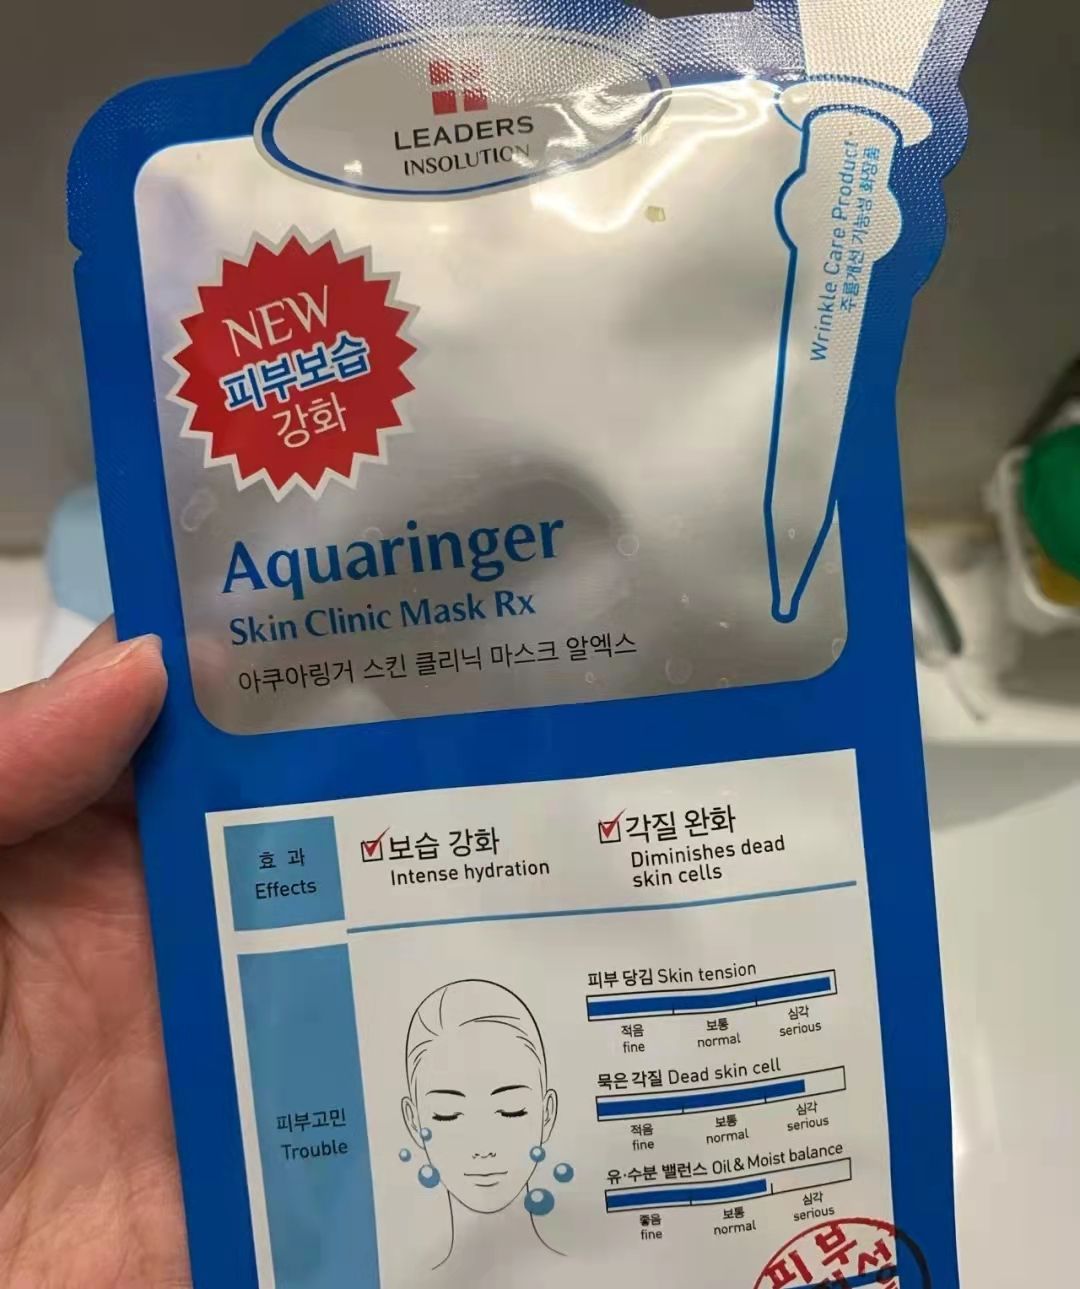 LEADERS
INSOLUTION
Wrinkle Care Product
주름개선 기능성 화장품
NEW
피부보습
강화
Aquaringer
Skin Clinic Mask Rx
아쿠아링거 스킨 클리닉 마스크 알엑스
효 과
Effects
보습 강화
Intense hydration
각질 완화
Diminishes dead
skin cells
피부고민
Trouble
피부 당김 Skin tension
적음 보통 심각
fine normal serious
묵은 각질 Dead skin cell
적음 보통 심각
fine normal serious
유·수분 밸런스 Oil & Moist balance
좋음 보통 심각
fine normal serious
피부